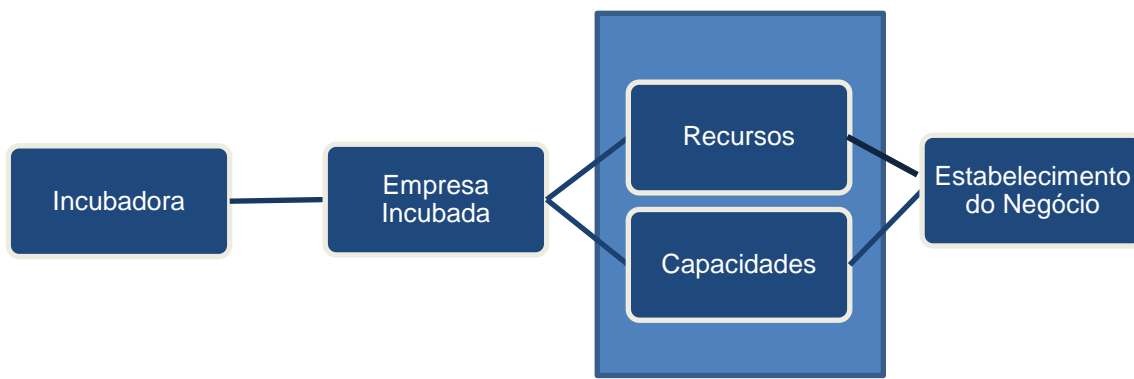 Incubadora
Empresa
Incubada
Recursos
Capacidades
Estabelecimento
do Negócio